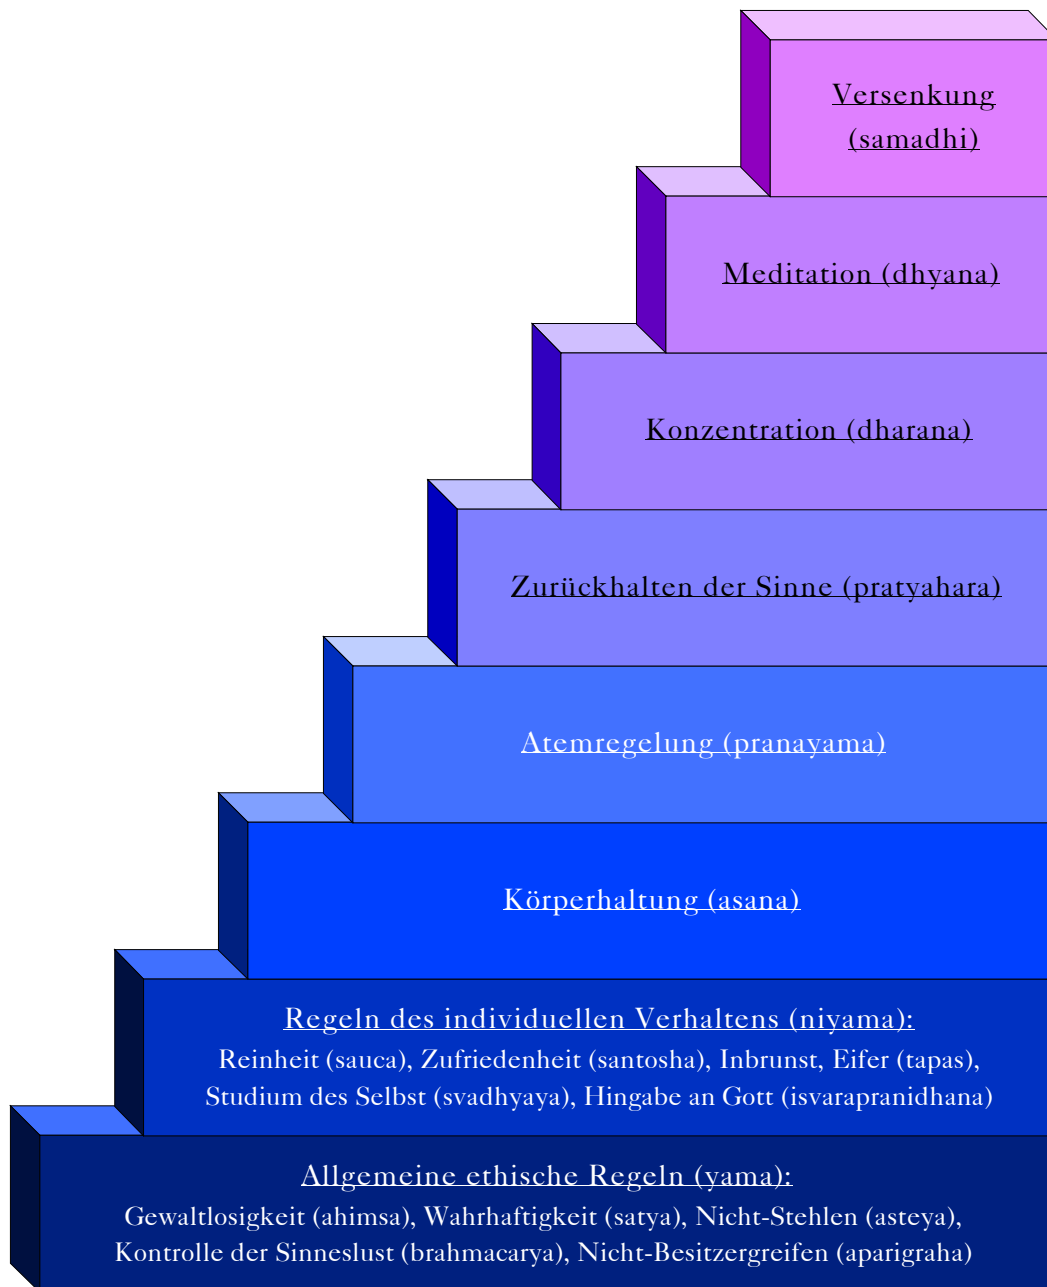 Versenkung
(samadhi)
Meditation (dhyana)
Konzentration (dharana)
Zurückhalten der Sinne (pratyahara)
Atemregelung (pranayama)
Körperhaltung (asana)
Regeln des individuellen Verhaltens (niyama):
Reinheit (sauca), Zufriedenheit (santosha), Inbrunst, Eifer (tapas),
Studium des Selbst (svadhyaya), Hingabe an Gott (isvarapranidhana)
Allgemeine ethische Regeln (yama):
Gewaltlosigkeit (ahimsa), Wahrhaftigkeit (satya), Nicht-Stehlen (asteya),
Kontrolle der Sinneslust (brahmacarya), Nicht-Besitzergreifen (aparigraha)